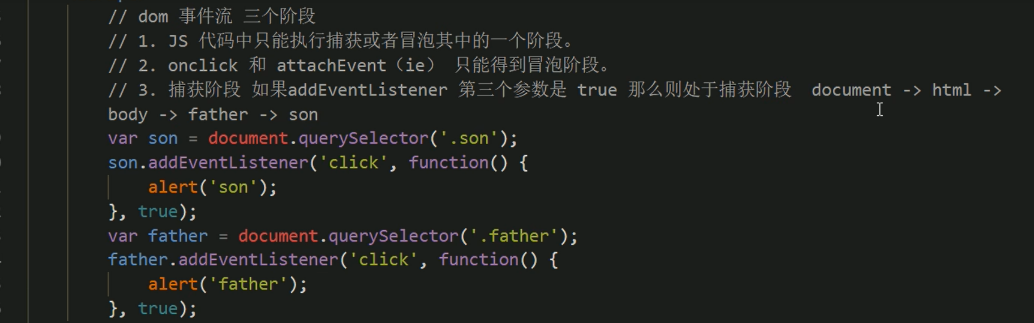 // dom 事件流 三个阶段
// 1. JS 代码中只能执行捕获或者冒泡其中的一个阶段。
// 2. onclick 和 attachEvent（ie） 只能得到冒泡阶段。
// 3. 捕获阶段 如果addEventListener 第三个参数是 true 那么则处于捕获阶段  document -> html ->
body -> father -> son
var son = document.querySelector('.son');
son.addEventListener('click', function() {
    alert('son');
}, true);
var father = document.querySelector('.father');
father.addEventListener('click', function() {
    alert('father');
}, true);